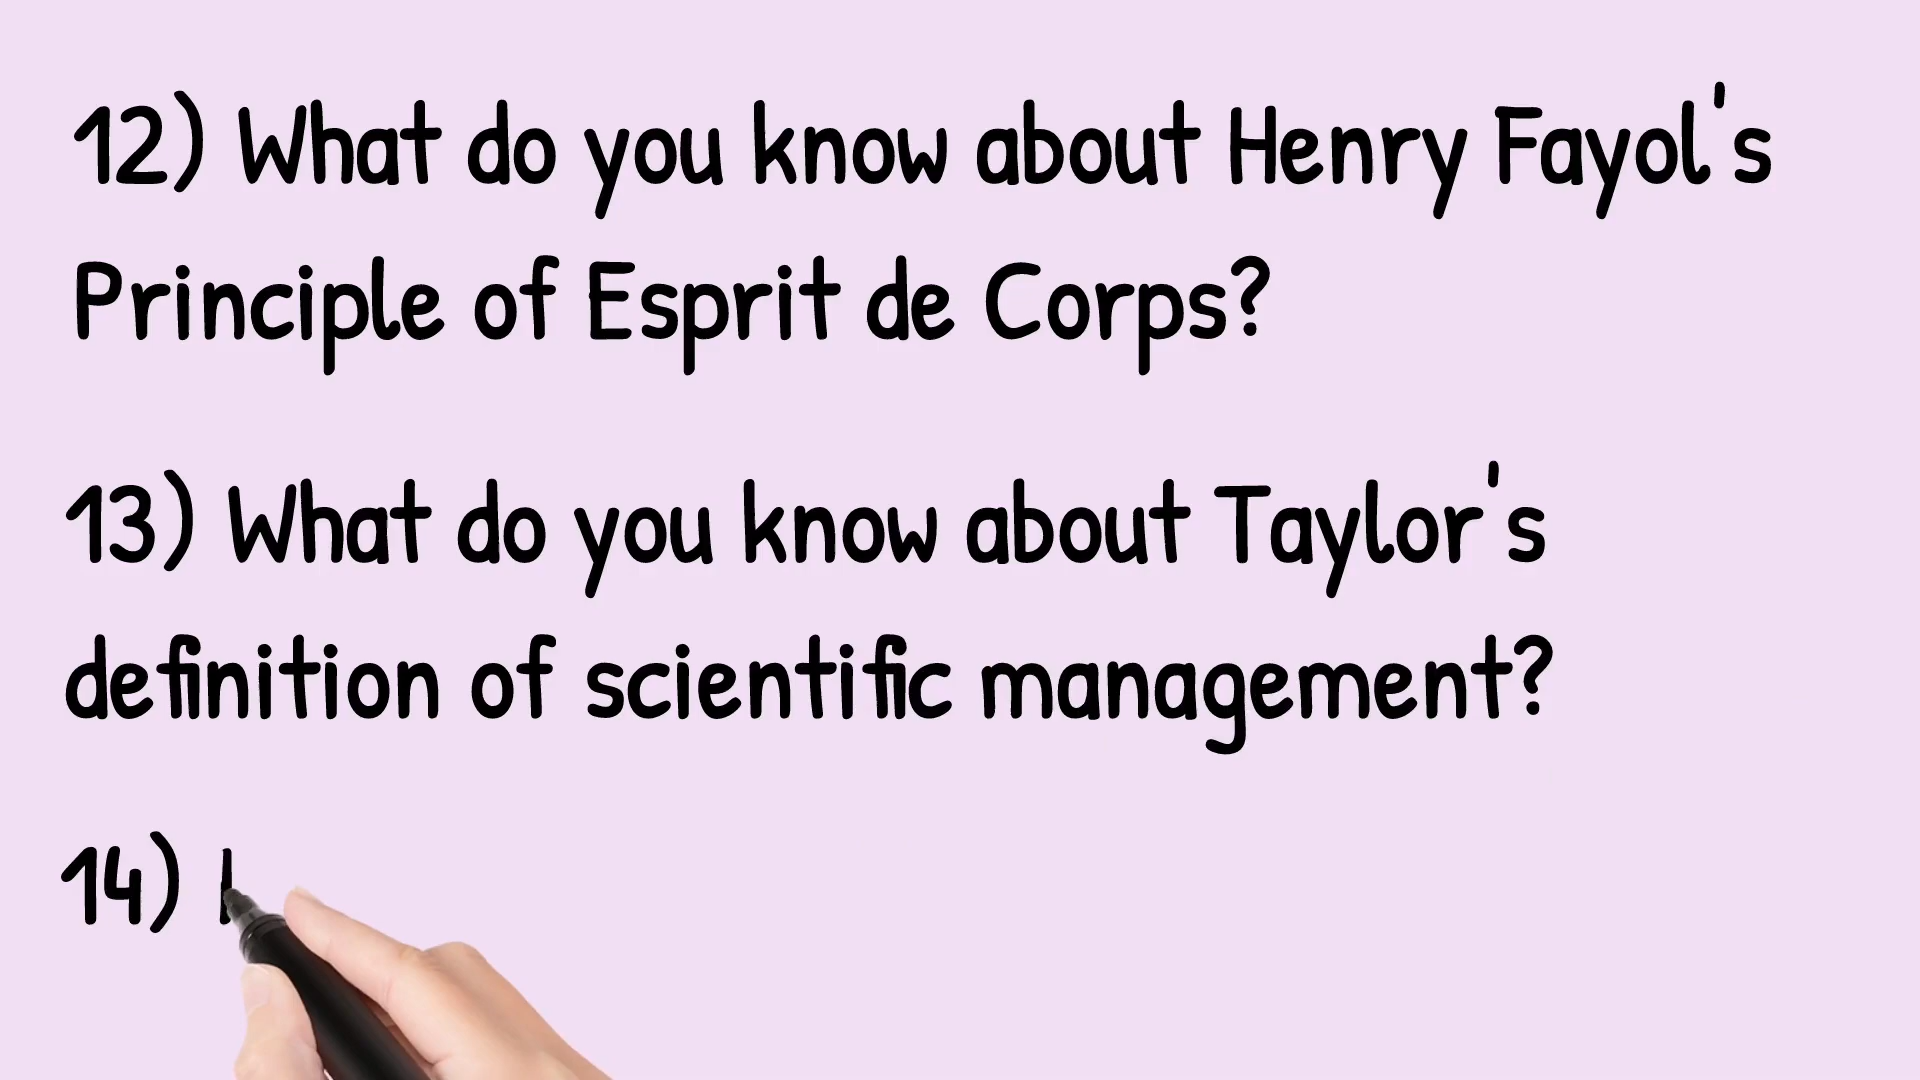 12) What do you know about Henry Fayol's
Principle of Esprit de Corps?
13) What do you know about Taylor's
definition of scientific management?
14)